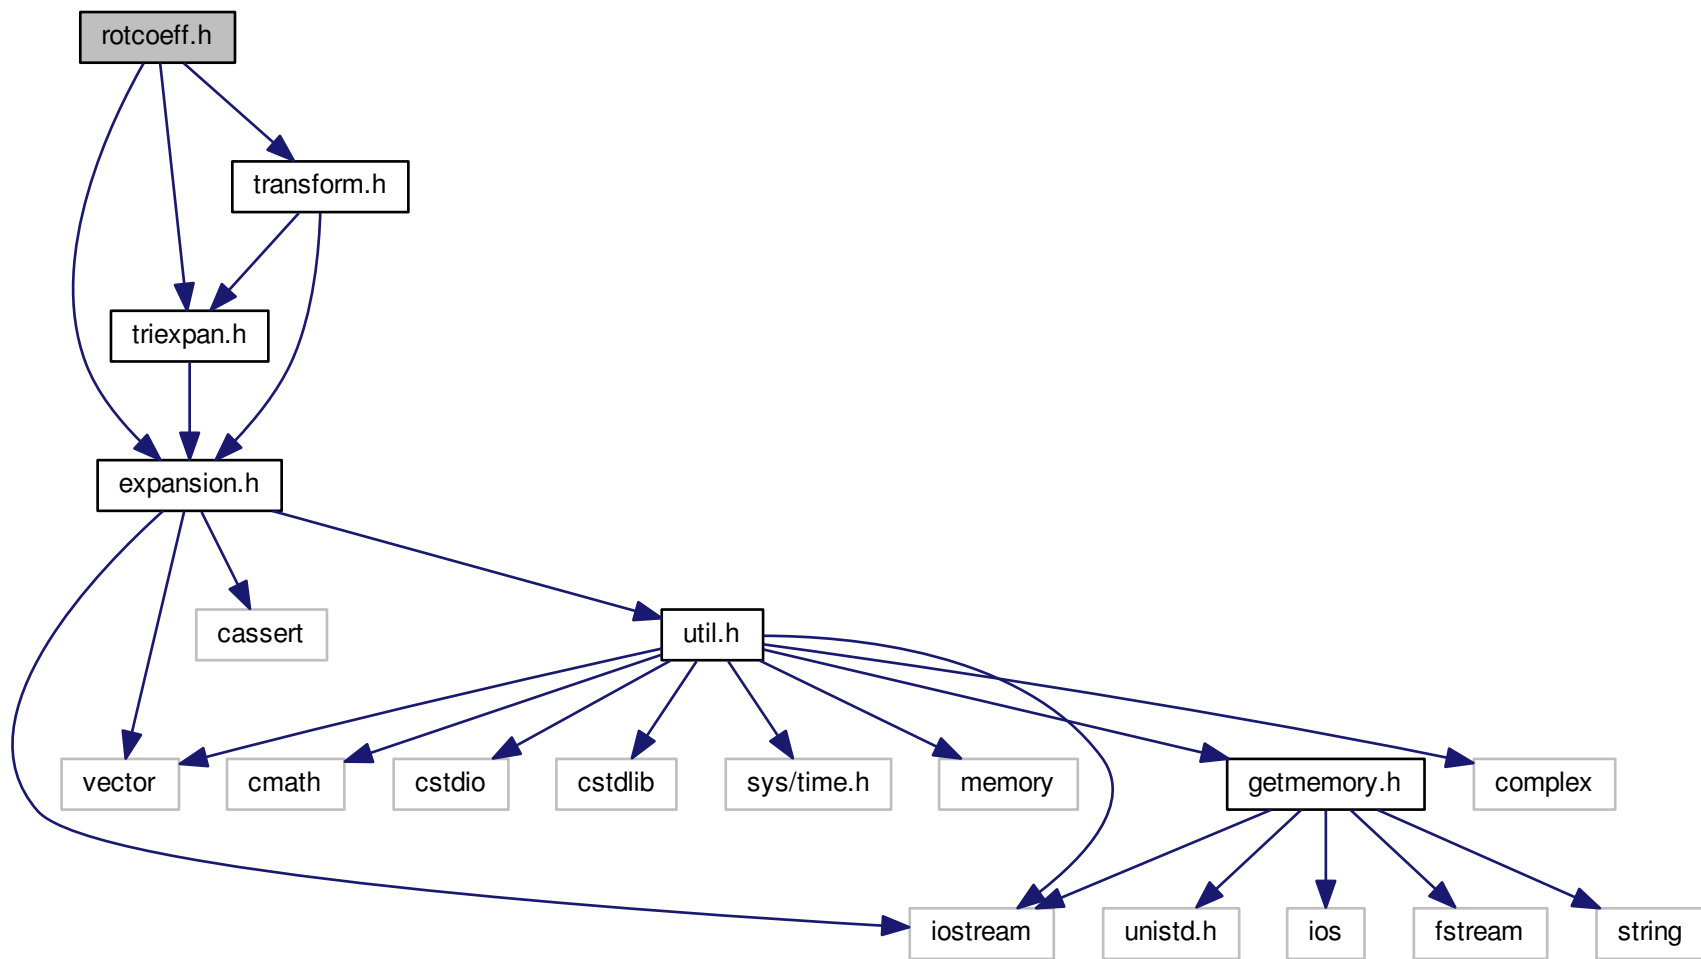 rotcoeff.h
transform.h
triexpan.h
expansion.h
cassert
util.h
vector
cmath
cstdio
cstdlib
sys/time.h
memory
getmemory.h
complex
iostream
unistd.h
ios
fstream
string